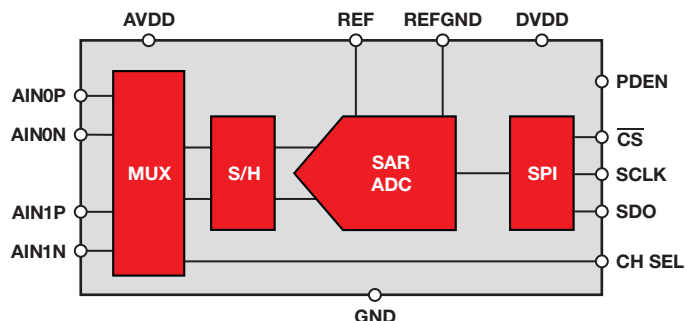 AVDD
REF
REFGND
DVDD
PDEN
AIN0P
AIN0N
CS
MUX
S/H
SAR
ADC
SPI
SCLK
SDO
AIN1P
AIN1N
CH SEL
GND